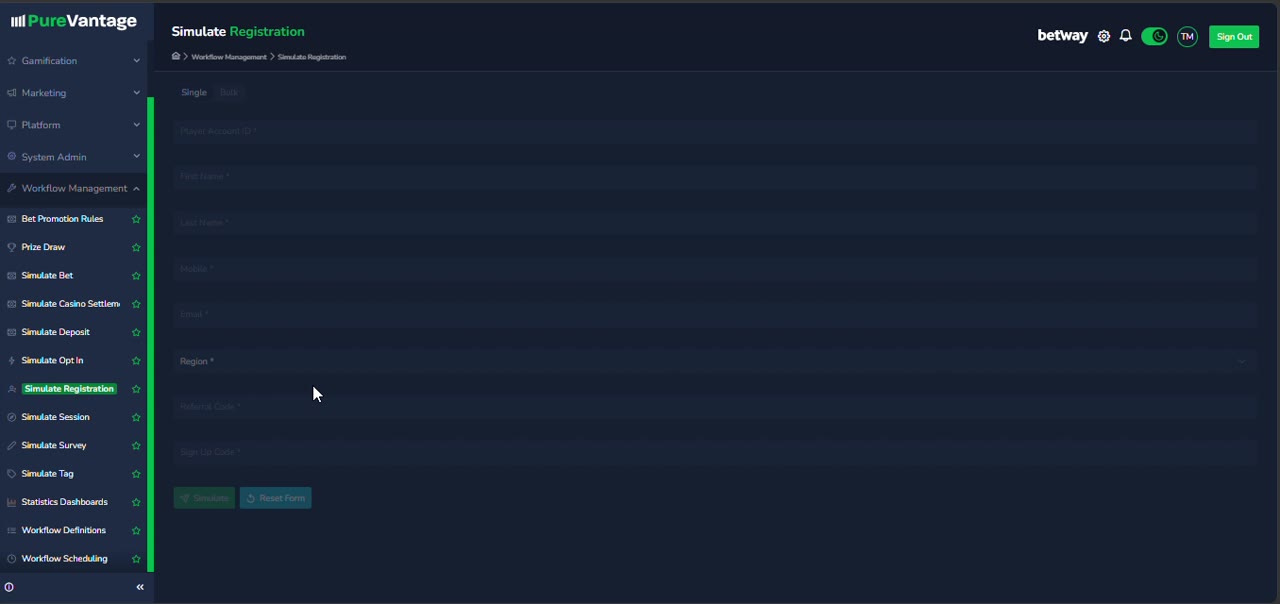 PureVantage
Gamification
Marketing
Platform
System Admin
Workflow Management
Bet Promotion Rules
Prize Draw
Simulate Bet
Simulate Casino Settlem
Simulate Deposit
Simulate Opt In
Simulate Registration
Simulate Session
Simulate Survey
Simulate Tag
Statistics Dashboards
Workflow Definitions
Workflow Scheduling
Simulate Registration
Workflow Management > Simulate Registration
betway
TM
Sign Out
Single Bulk
Player Account ID *
First Name *
Last Name *
Mobile *
Email *
Region *
Referral Code *
Sign Up Code *
Simulate
Reset Form